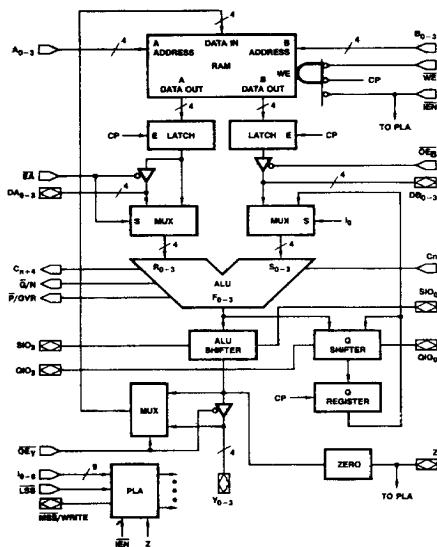 4
A0–3
4
A
ADDRESS
DATA IN
B
ADDRESS
RAM
WE
A
DATA OUT
B
DATA OUT
4
B0–3
WE
CP
IEN
TO PLA
4
4
CP
E LATCH
LATCH E
CP
EA
OEB
DA0–3
4
4
DB0–3
S MUX
MUX S
I0
4
4
Cn+4
G/N
P/OVR
R0–3
S0–3
ALU
F0–3
Cn
SIO0
SIO3
ALU
SHIFTER
Q
SHIFTER
QIO3
QIO0
CP
Q
REGISTER
MUX
OEY
4
Y0–3
ZERO
Z
TO PLA
I0–8
9
LSS
MSS/WRITE
PLA
IEN
Z